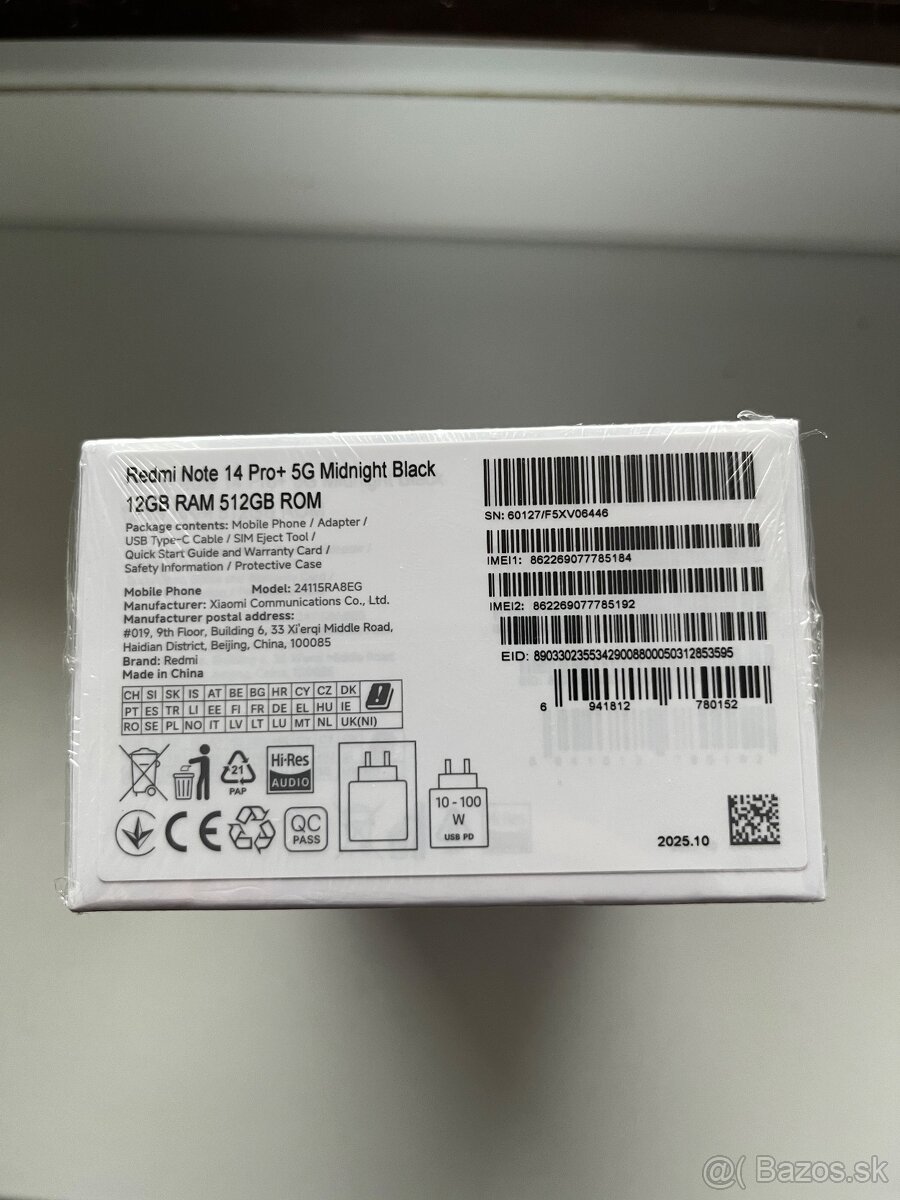 Redmi Note 14 Pro+ 5G Midnight Black
12GB RAM 512GB ROM
Package contents: Mobile Phone / Adapter /
USB Type-C Cable / SIM Eject Tool /
Quick Start Guide and Warranty Card /
Safety Information / Protective Case
Mobile Phone Model: 24115RA8EG
Manufacturer: Xiaomi Communications Co., Ltd.
Manufacturer postal address:
#019, 9th Floor, Building 6, 33 Xi'erqi Middle Road,
Haidian District, Beijing, China, 100085
Brand: Redmi
Made in China
CH SI SK IS AT BE BG HR CY CZ DK
PT ES TR LI EE FI FR DE EL HU IE
RO SE PL NO IT LV LT LU MT NL UK(NI)
21
PAP
Hi-Res
AUDIO
CE
QC
PASS
10 - 100
W
USB PD
SN: 60127/F5XV06446
IMEI1: 862269077785184
IMEI2: 862269077785192
EID: 89033023553429008800050312853595
6 941812 780152
2025.10
@( Bazos.sk